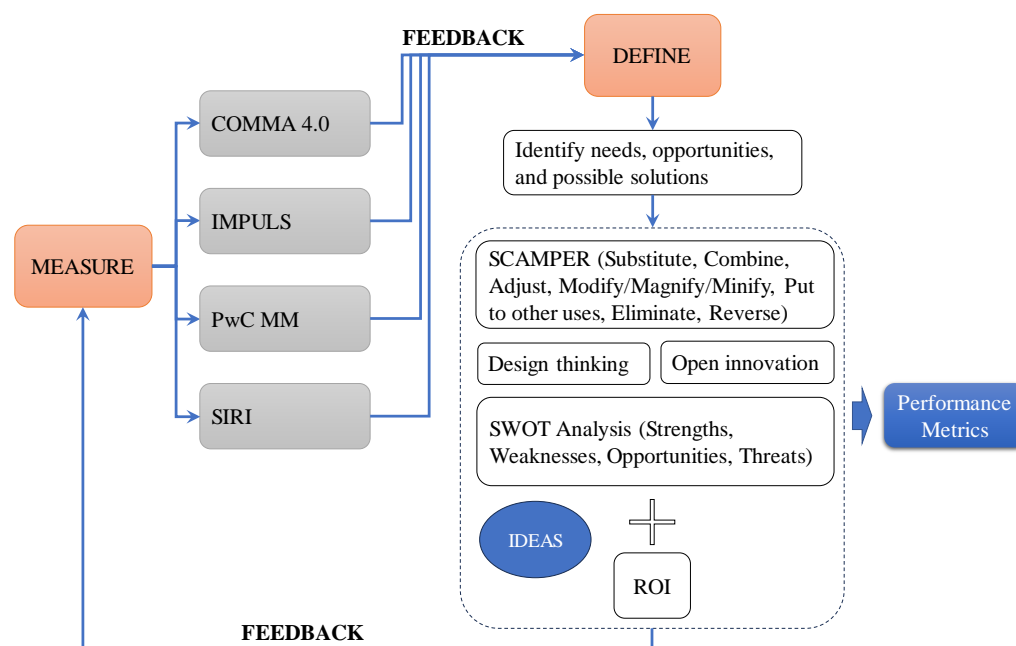 FEEDBACK
DEFINE
COMMA 4.0
Identify needs, opportunities,
and possible solutions
IMPULS
MEASURE
SCAMPER (Substitute, Combine,
Adjust, Modify/Magnify/Minify, Put
to other uses, Eliminate, Reverse)
PwC MM
Design thinking
Open innovation
SIRI
SWOT Analysis (Strengths,
Weaknesses, Opportunities, Threats)
Performance
Metrics
IDEAS
ROI
FEEDBACK